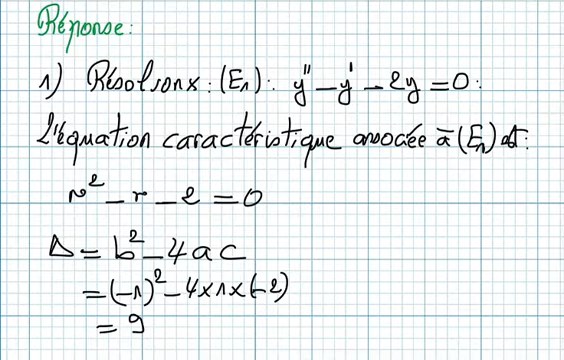 Réponse:
1) Résolvons : (E₁) : y'' - y' - 2y = 0 :
L'équation caractéristique associée à (E₁) est :
r² - r - 2 = 0
Δ = b² - 4ac
= (-1)² - 4×1×(-2)
= 9